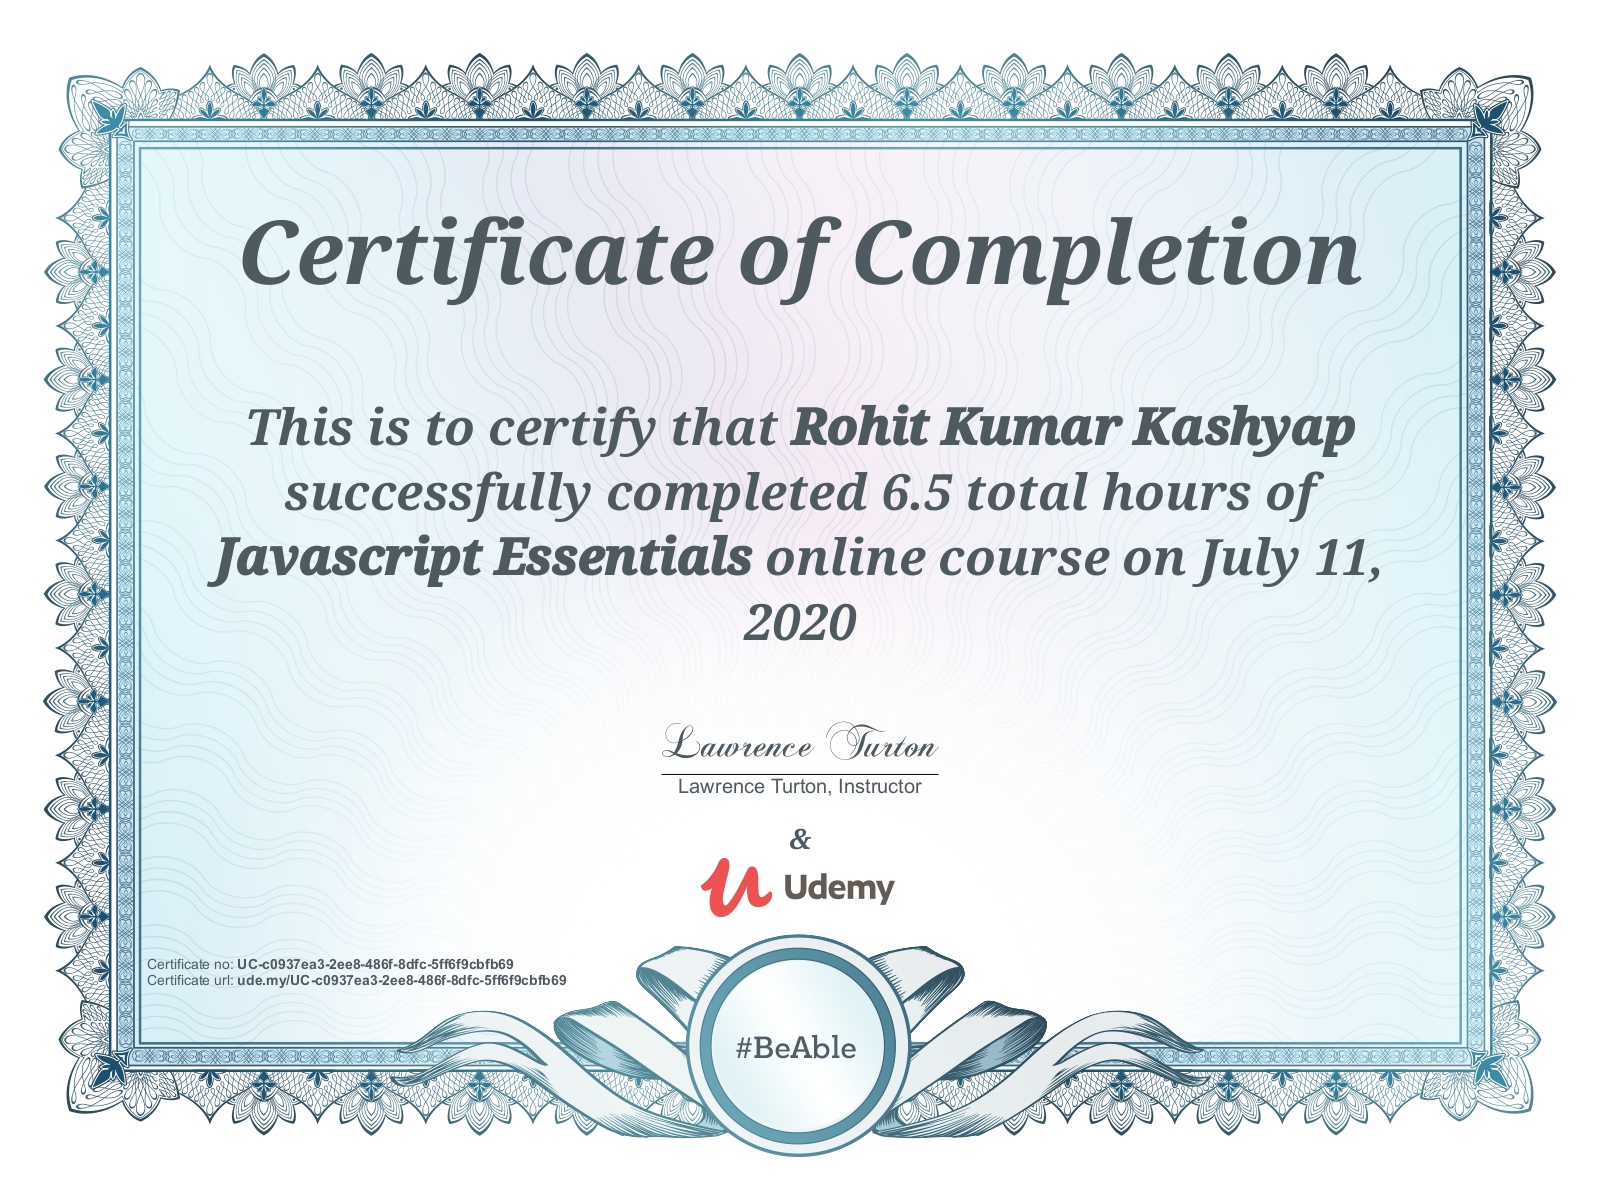 Certificate of Completion
This is to certify that Rohit Kumar Kashyap
successfully completed 6.5 total hours of
Javascript Essentials online course on July 11,
2020
Lawrence Turton
Lawrence Turton, Instructor
&
Udemy
Certificate no: UC-c0937ea3-2ee8-486f-8dfc-5ff6f9cbfb69
Certificate url: ude.my/UC-c0937ea3-2ee8-486f-8dfc-5ff6f9cbfb69
#BeAble